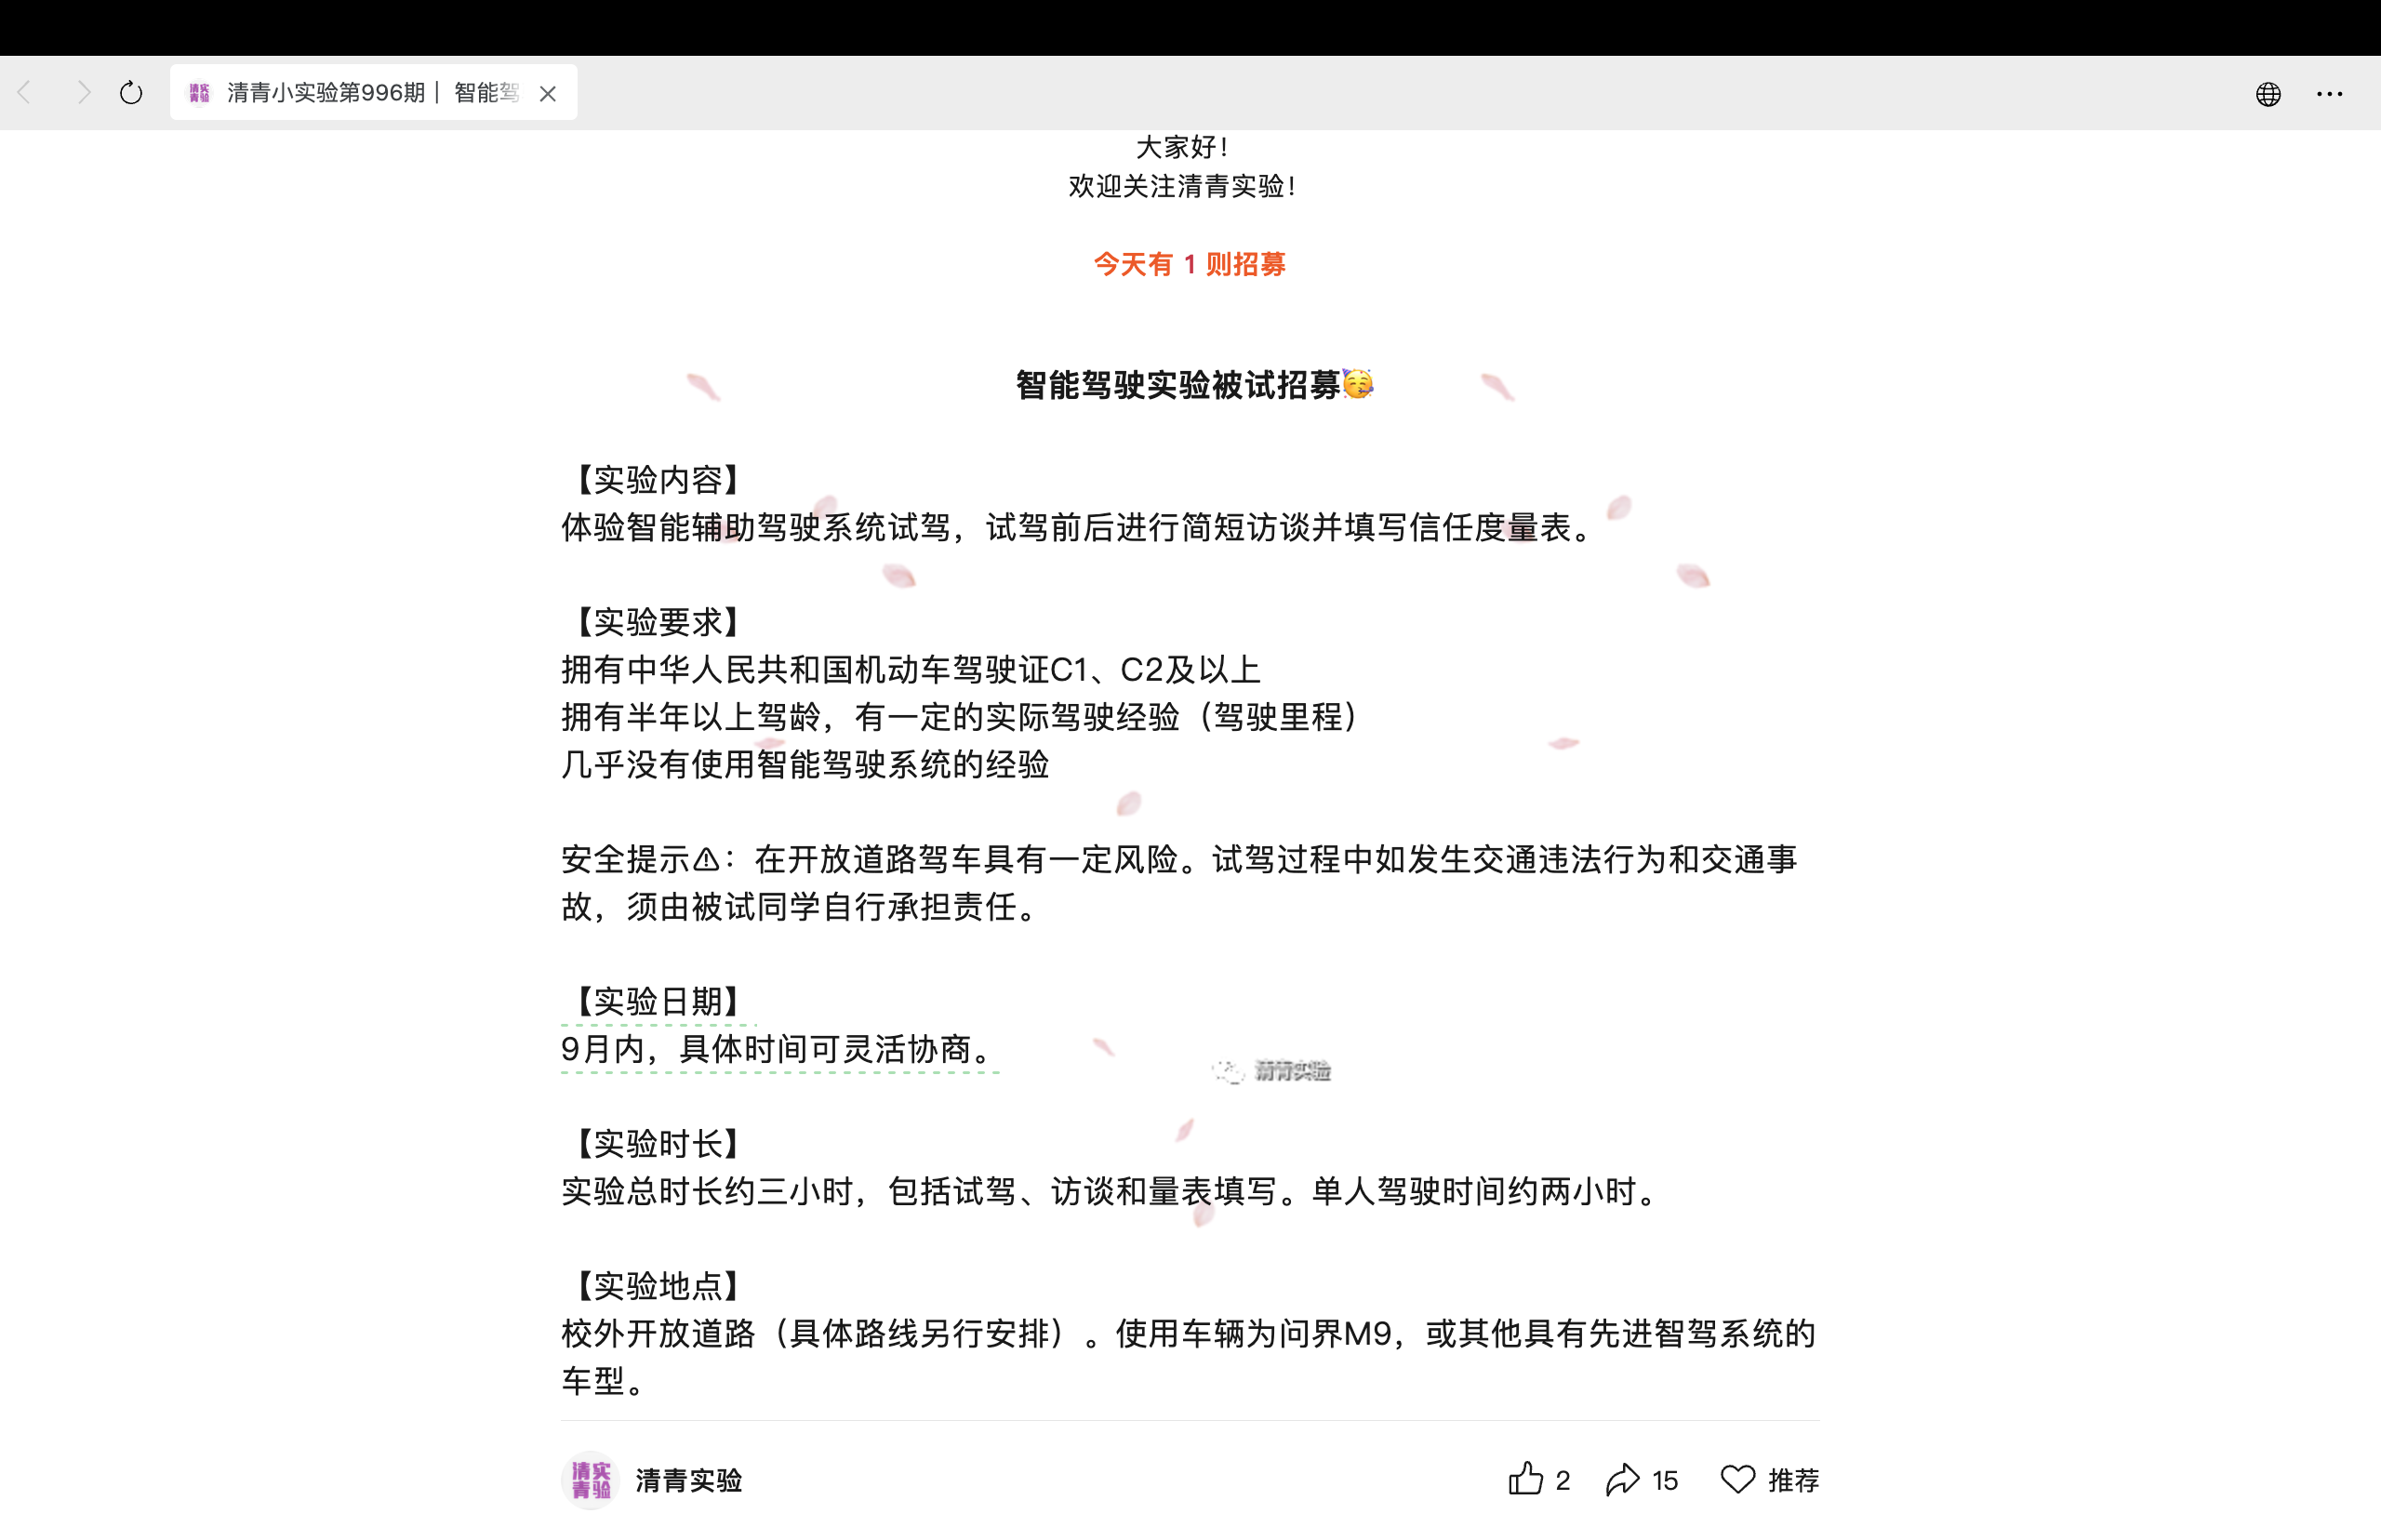 清青小实验第996期｜ 智能驾
大家好！
欢迎关注清青实验！
今天有 1 则招募
智能驾驶实验被试招募🥳
【实验内容】
体验智能辅助驾驶系统试驾，试驾前后进行简短访谈并填写信任度量表。
【实验要求】
拥有中华人民共和国机动车驾驶证C1、C2及以上
拥有半年以上驾龄，有一定的实际驾驶经验（驾驶里程）
几乎没有使用智能驾驶系统的经验
安全提示⚠：在开放道路驾车具有一定风险。试驾过程中如发生交通违法行为和交通事
故，须由被试同学自行承担责任。
【实验日期】
9月内，具体时间可灵活协商。
清青实验
【实验时长】
实验总时长约三小时，包括试驾、访谈和量表填写。单人驾驶时间约两小时。
【实验地点】
校外开放道路（具体路线另行安排）。使用车辆为问界M9，或其他具有先进智驾系统的
车型。
清实
青验
清青实验
2
15
推荐